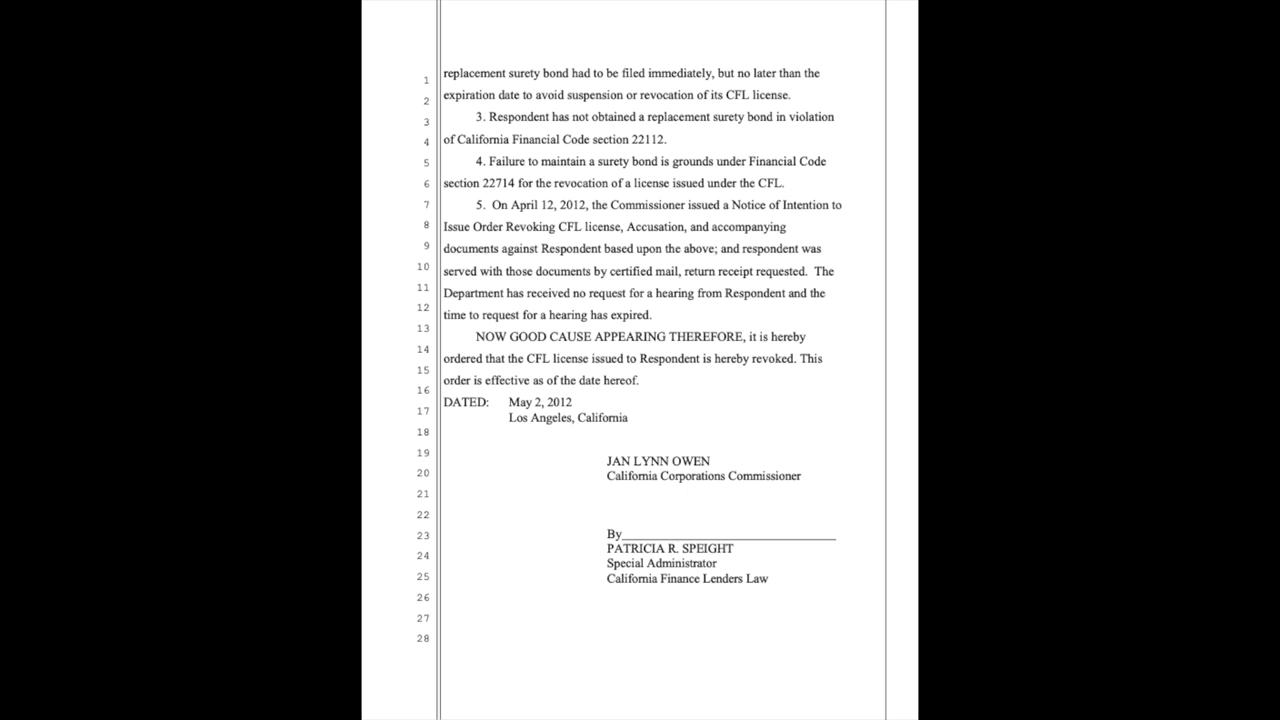 replacement surety bond had to be filed immediately, but no later than the
1
expiration date to avoid suspension or revocation of its CFL license.
2
3. Respondent has not obtained a replacement surety bond in violation
3
of California Financial Code section 22112.
4
4. Failure to maintain a surety bond is grounds under Financial Code
5
section 22714 for the revocation of a license issued under the CFL.
6
5. On April 12, 2012, the Commissioner issued a Notice of Intention to
7
Issue Order Revoking CFL license, Accusation, and accompanying
8
documents against Respondent based upon the above; and respondent was
9
served with those documents by certified mail, return receipt requested. The
10
Department has received no request for a hearing from Respondent and the
11
time to request for a hearing has expired.
12
NOW GOOD CAUSE APPEARING THEREFORE, it is hereby
13
ordered that the CFL license issued to Respondent is hereby revoked. This
14
order is effective as of the date hereof.
15
16
DATED: May 2, 2012
17
Los Angeles, California
18
19
JAN LYNN OWEN
20
California Corporations Commissioner
21
22
23
By
24
PATRICIA R. SPEIGHT
Special Administrator
25
California Finance Lenders Law
26
27
28